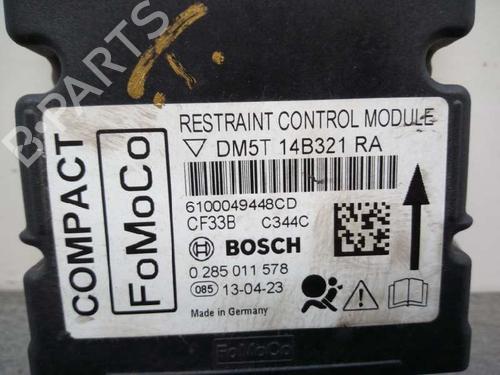 COMPACT
FoMoCo
RESTRAINT CONTROL MODULE
DM5T 14B321 RA
6100049448CD
CF33B C344C
BOSCH
0 285 011 578
085 13-04-23
Made in Germany
FoMoCo
B-PARTS